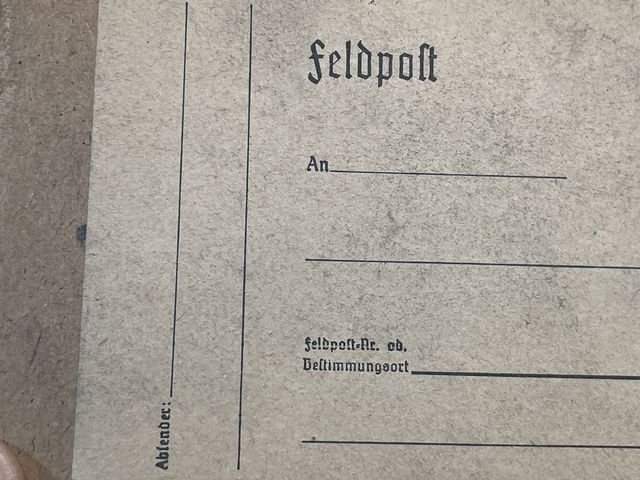 Feldpost
An
Feldpost-Nr. od.
Bestimmungsort
Absender: